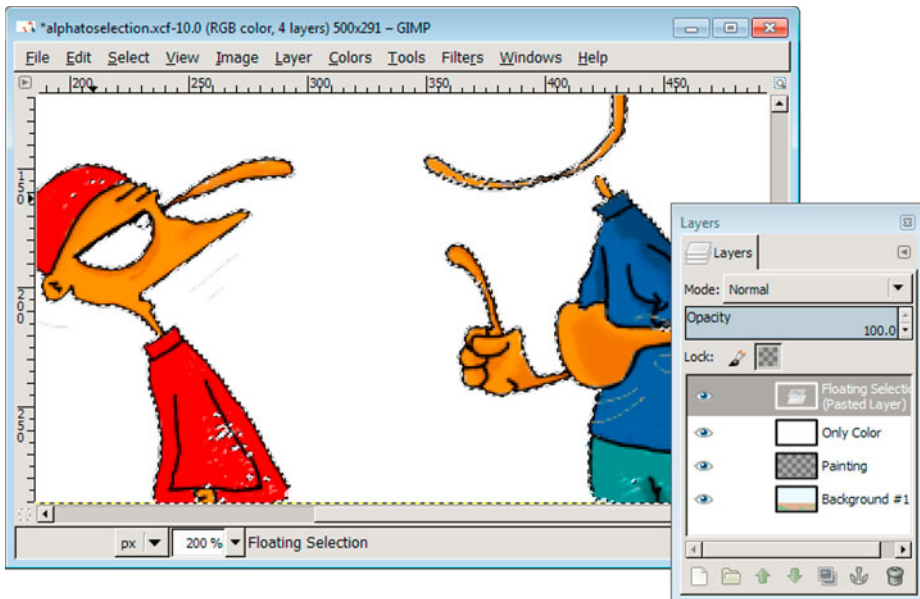 *alphatoselection.xcf-10.0 (RGB color, 4 layers) 500x291 – GIMP
File Edit Select View Image Layer Colors Tools Filters Windows Help
200 250 300 350 400 450
150
200
250
px 200 % Floating Selection
Layers
Layers
Mode: Normal
Opacity
100.0
Lock:
Floating Selectio
(Pasted Layer)
Only Color
Painting
Background #1